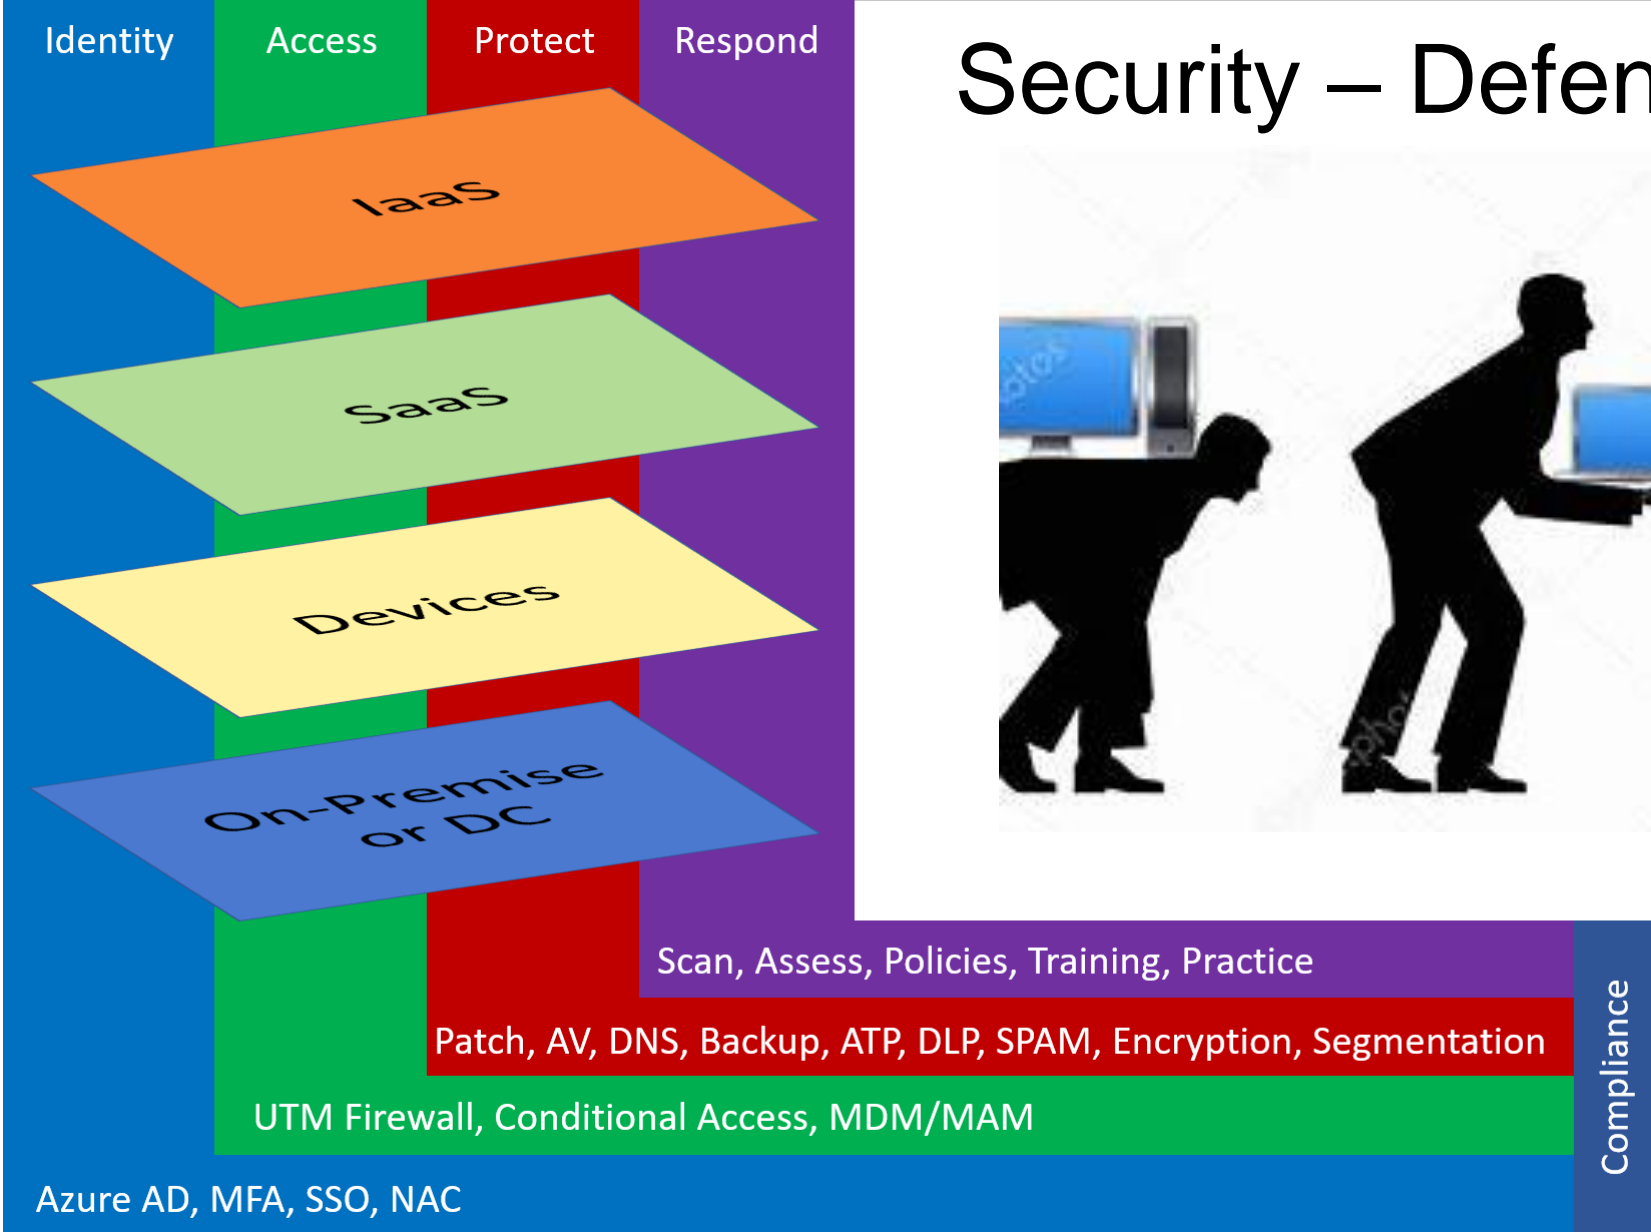 Identity
Access
Protect
Respond
Security – Defen
IaaS
SaaS
Devices
On-Premise
or DC
Scan, Assess, Policies, Training, Practice
Patch, AV, DNS, Backup, ATP, DLP, SPAM, Encryption, Segmentation
UTM Firewall, Conditional Access, MDM/MAM
Azure AD, MFA, SSO, NAC
Compliance